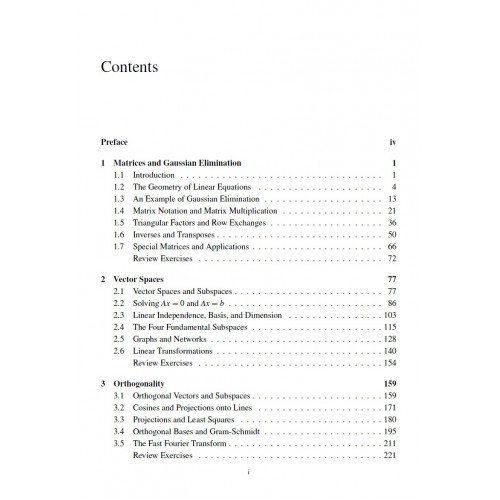 Contents
Preface iv
1 Matrices and Gaussian Elimination 1
1.1 Introduction . . . . . . . . . . . . . . . . . . . . . . . . . . . . 1
1.2 The Geometry of Linear Equations . . . . . . . . . . . . . . . . 4
1.3 An Example of Gaussian Elimination . . . . . . . . . . . . . . . 13
1.4 Matrix Notation and Matrix Multiplication . . . . . . . . . . . . 21
1.5 Triangular Factors and Row Exchanges . . . . . . . . . . . . . . 36
1.6 Inverses and Transposes . . . . . . . . . . . . . . . . . . . . . . 50
1.7 Special Matrices and Applications . . . . . . . . . . . . . . . . 66
Review Exercises . . . . . . . . . . . . . . . . . . . . . . . . . 72
2 Vector Spaces 77
2.1 Vector Spaces and Subspaces . . . . . . . . . . . . . . . . . . . 77
2.2 Solving Ax = 0 and Ax = b . . . . . . . . . . . . . . . . . . . . 86
2.3 Linear Independence, Basis, and Dimension . . . . . . . . . . . 103
2.4 The Four Fundamental Subspaces . . . . . . . . . . . . . . . . . 115
2.5 Graphs and Networks . . . . . . . . . . . . . . . . . . . . . . . 128
2.6 Linear Transformations . . . . . . . . . . . . . . . . . . . . . . 140
Review Exercises . . . . . . . . . . . . . . . . . . . . . . . . . 154
3 Orthogonality 159
3.1 Orthogonal Vectors and Subspaces . . . . . . . . . . . . . . . . 159
3.2 Cosines and Projections onto Lines . . . . . . . . . . . . . . . . 171
3.3 Projections and Least Squares . . . . . . . . . . . . . . . . . . . 180
3.4 Orthogonal Bases and Gram-Schmidt . . . . . . . . . . . . . . . 195
3.5 The Fast Fourier Transform . . . . . . . . . . . . . . . . . . . . 211
Review Exercises . . . . . . . . . . . . . . . . . . . . . . . . . 221
i